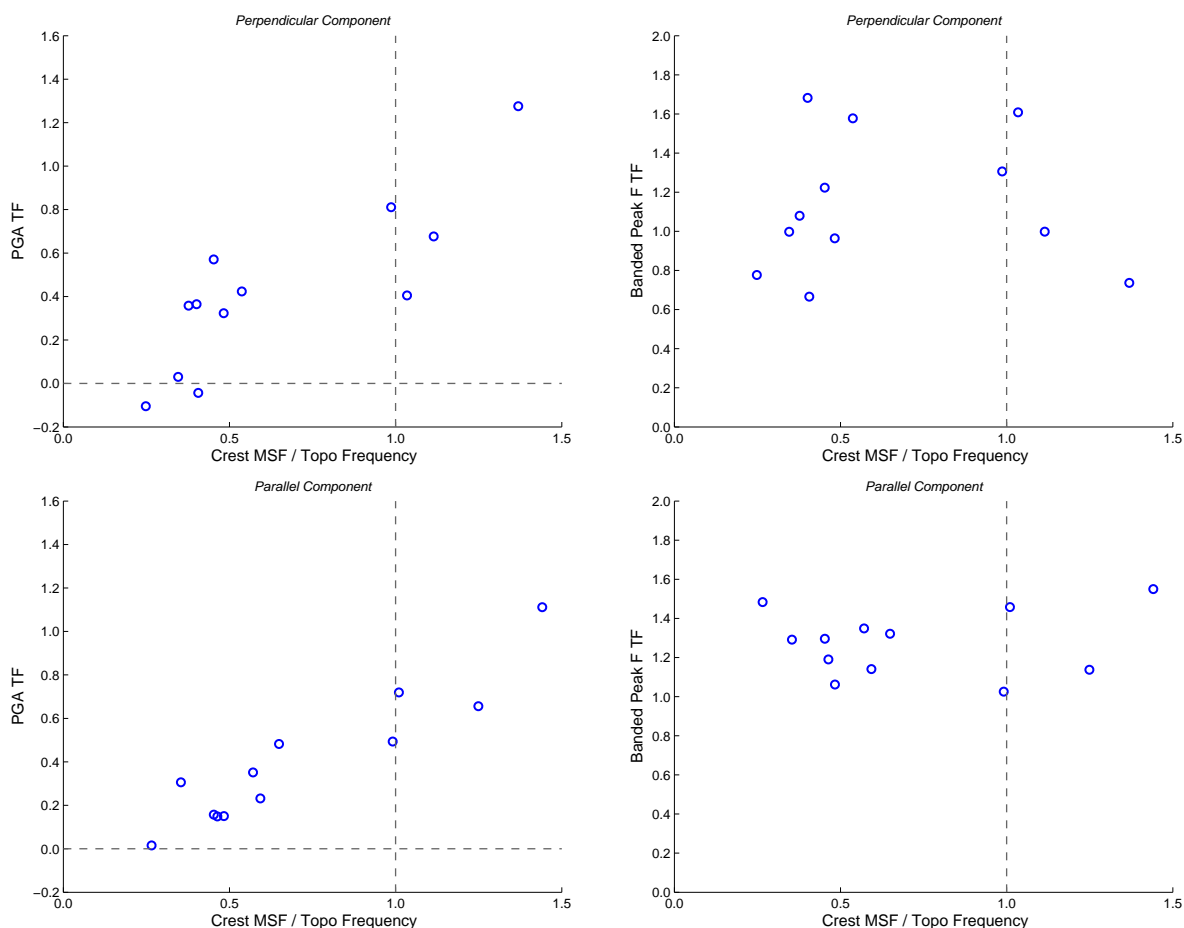 Perpendicular Component
1.6
1.4
1.2
1.0
0.8
0.6
0.4
0.2
0.0
−0.2
PGA TF
0.0 0.5 1.0 1.5
Crest MSF / Topo Frequency
Perpendicular Component
2.0
1.8
1.6
1.4
1.2
1.0
0.8
0.6
0.4
0.2
0.0
Banded Peak F TF
0.0 0.5 1.0 1.5
Crest MSF / Topo Frequency
Parallel Component
1.6
1.4
1.2
1.0
0.8
0.6
0.4
0.2
0.0
−0.2
PGA TF
0.0 0.5 1.0 1.5
Crest MSF / Topo Frequency
Parallel Component
2.0
1.8
1.6
1.4
1.2
1.0
0.8
0.6
0.4
0.2
0.0
Banded Peak F TF
0.0 0.5 1.0 1.5
Crest MSF / Topo Frequency